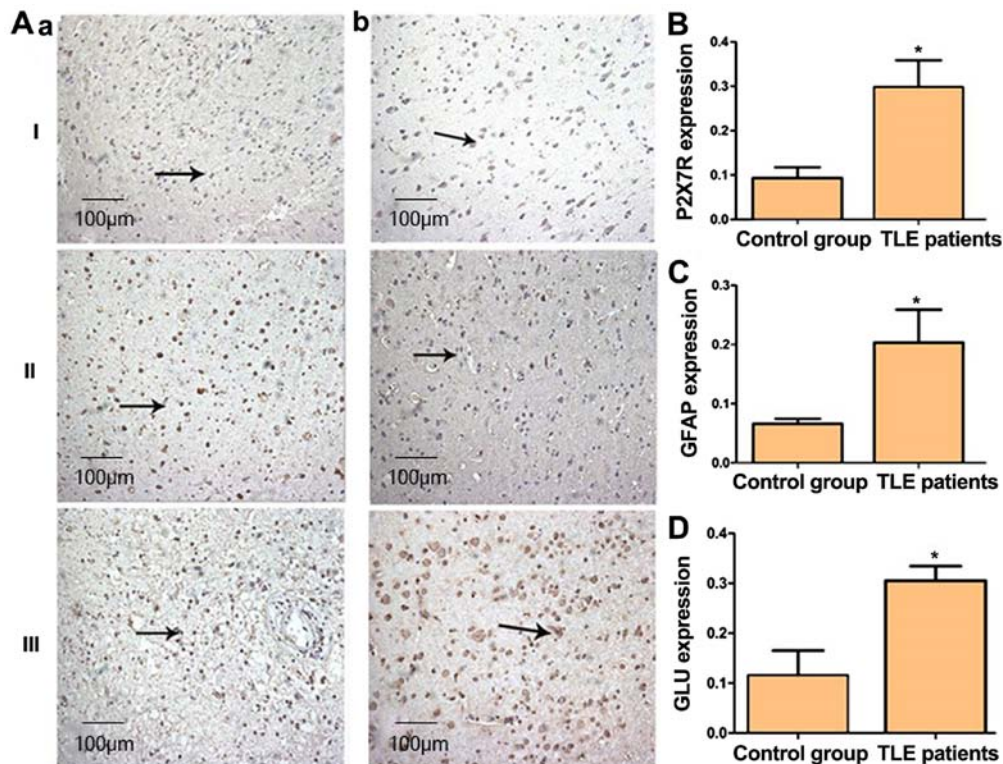 A a b
I
100µm 100µm
II
100µm 100µm
III
100µm 100µm
B
P2X7R expression
0.4
0.3
0.2
0.1
0.0
*
Control group TLE patients
C
GFAP expression
0.3
0.2
0.1
0.0
*
Control group TLE patients
D
GLU expression
0.4
0.3
0.2
0.1
0.0
*
Control group TLE patients